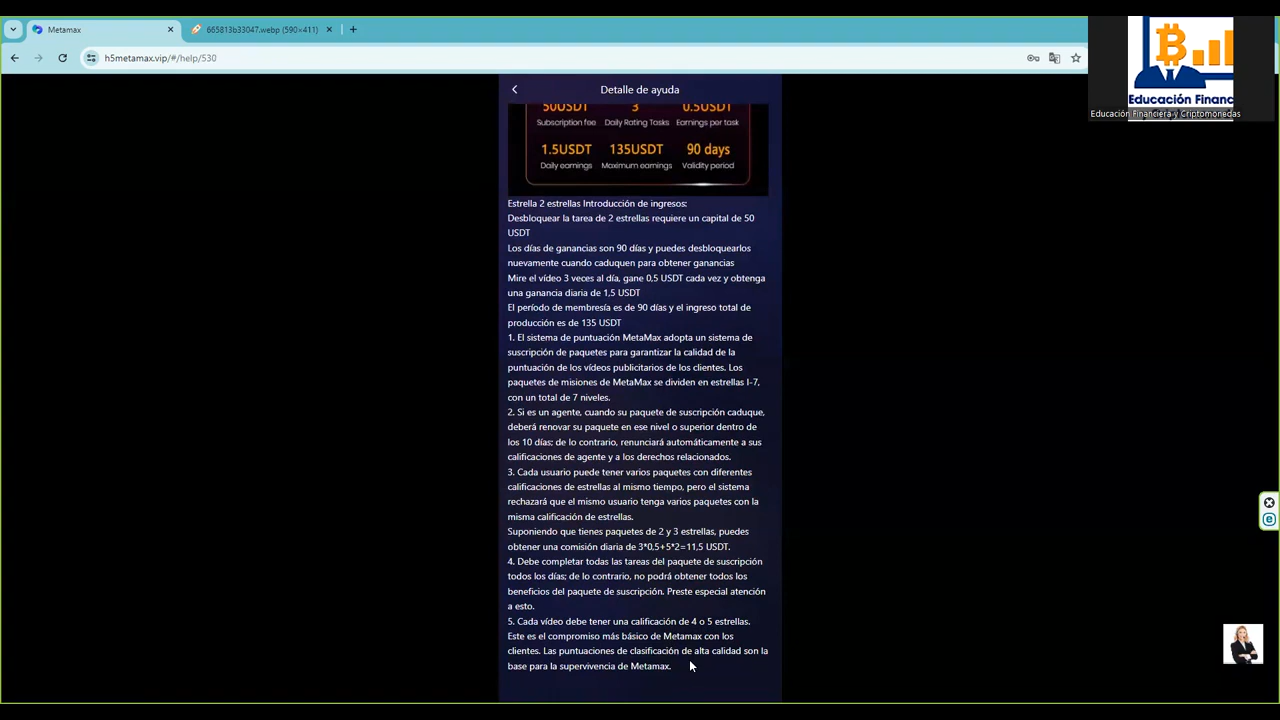 Metamax
665813b33047.webp (590×411)
h5metamax.vip/#/help/530
Educación Financ
Educación Financiera y Criptomonedas
Detalle de ayuda
50USDT 3 0.5USDT
Subscription fee Daily Rating Tasks Earnings per task
1.5USDT 135USDT 90 days
Daily earnings Maximum earnings Validity period
Estrella 2 estrellas Introducción de ingresos:
Desbloquear la tarea de 2 estrellas requiere un capital de 50
USDT
Los días de ganancias son 90 días y puedes desbloquearlos
nuevamente cuando caduquen para obtener ganancias
Mire el vídeo 3 veces al día, gane 0,5 USDT cada vez y obtenga
una ganancia diaria de 1,5 USDT
El período de membresía es de 90 días y el ingreso total de
producción es de 135 USDT
1. El sistema de puntuación MetaMax adopta un sistema de
suscripción de paquetes para garantizar la calidad de la
puntuación de los vídeos publicitarios de los clientes. Los
paquetes de misiones de MetaMax se dividen en estrellas I-7,
con un total de 7 niveles.
2. Si es un agente, cuando su paquete de suscripción caduque,
deberá renovar su paquete en ese nivel o superior dentro de
los 10 días; de lo contrario, renunciará automáticamente a sus
calificaciones de agente y a los derechos relacionados.
3. Cada usuario puede tener varios paquetes con diferentes
calificaciones de estrellas al mismo tiempo, pero el sistema
rechazará que el mismo usuario tenga varios paquetes con la
misma calificación de estrellas.
Suponiendo que tienes paquetes de 2 y 3 estrellas, puedes
obtener una comisión diaria de 3*0,5+5*2=11,5 USDT.
4. Debe completar todas las tareas del paquete de suscripción
todos los días; de lo contrario, no podrá obtener todos los
beneficios del paquete de suscripción. Preste especial atención
a esto.
5. Cada vídeo debe tener una calificación de 4 o 5 estrellas.
Este es el compromiso más básico de Metamax con los
clientes. Las puntuaciones de clasificación de alta calidad son la
base para la supervivencia de Metamax.